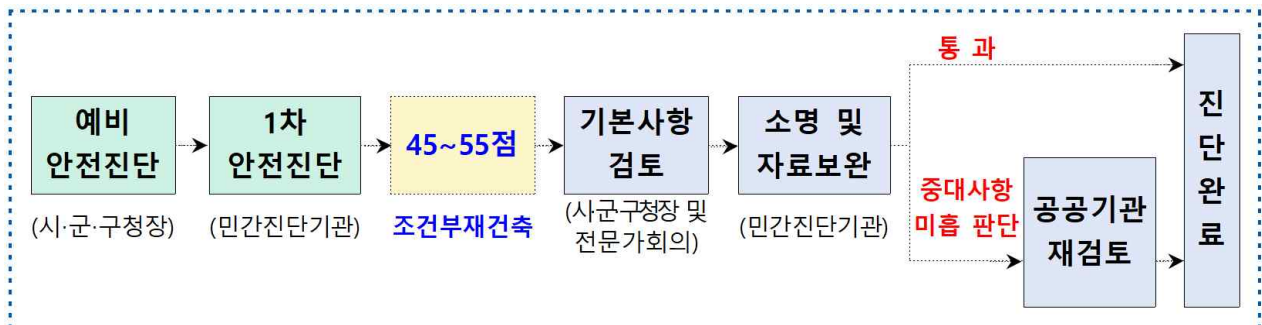 예비
안전진단
(시·군·구청장)
1차
안전진단
(민간진단기관)
45~55점
조건부재건축
기본사항
검토
(사군구청장 및
전문가회의)
소명 및
자료보완
(민간진단기관)
통 과
중대사항
미흡 판단
공공기관
재검토
진
단
완
료